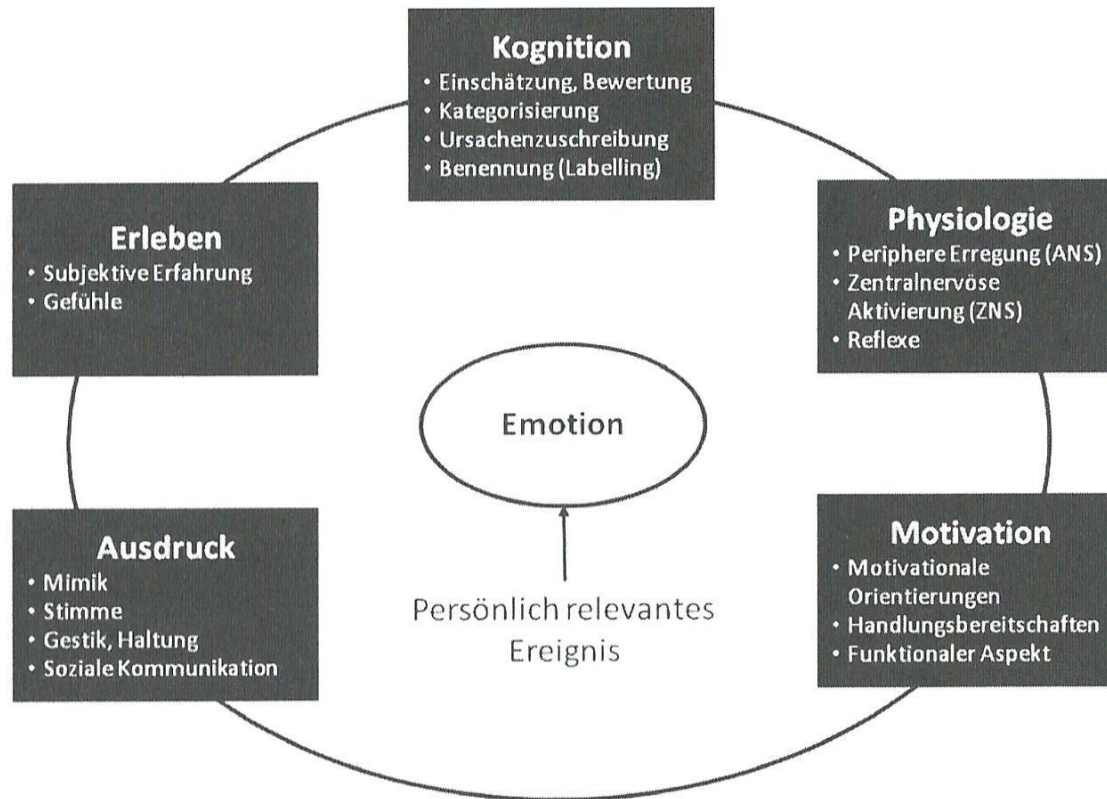 Kognition
• Einschätzung, Bewertung
• Kategorisierung
• Ursachenzuschreibung
• Benennung (Labelling)
Erleben
• Subjektive Erfahrung
• Gefühle
Physiologie
• Periphere Erregung (ANS)
• Zentralnervöse
Aktivierung (ZNS)
• Reflexe
Emotion
Ausdruck
• Mimik
• Stimme
• Gestik, Haltung
• Soziale Kommunikation
Persönlich relevantes
Ereignis
Motivation
• Motivationale
Orientierungen
• Handlungsbereitschaften
• Funktionaler Aspekt